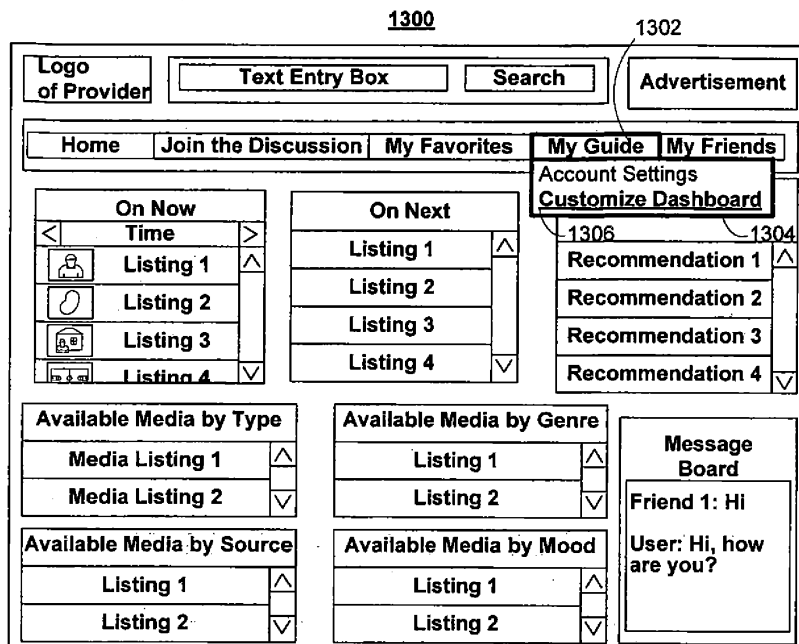 1300
1302
Logo
of Provider
Text Entry Box
Search
Advertisement
Home
Join the Discussion
My Favorites
My Guide
My Friends
Account Settings
Customize Dashboard
1306
1304
On Now
< Time >
Listing 1
Listing 2
Listing 3
Listing 4
On Next
Listing 1
Listing 2
Listing 3
Listing 4
Recommendation 1
Recommendation 2
Recommendation 3
Recommendation 4
Available Media by Type
Media Listing 1
Media Listing 2
Available Media by Genre
Listing 1
Listing 2
Message
Board
Friend 1: Hi
User: Hi, how
are you?
Available Media by Source
Listing 1
Listing 2
Available Media by Mood
Listing 1
Listing 2